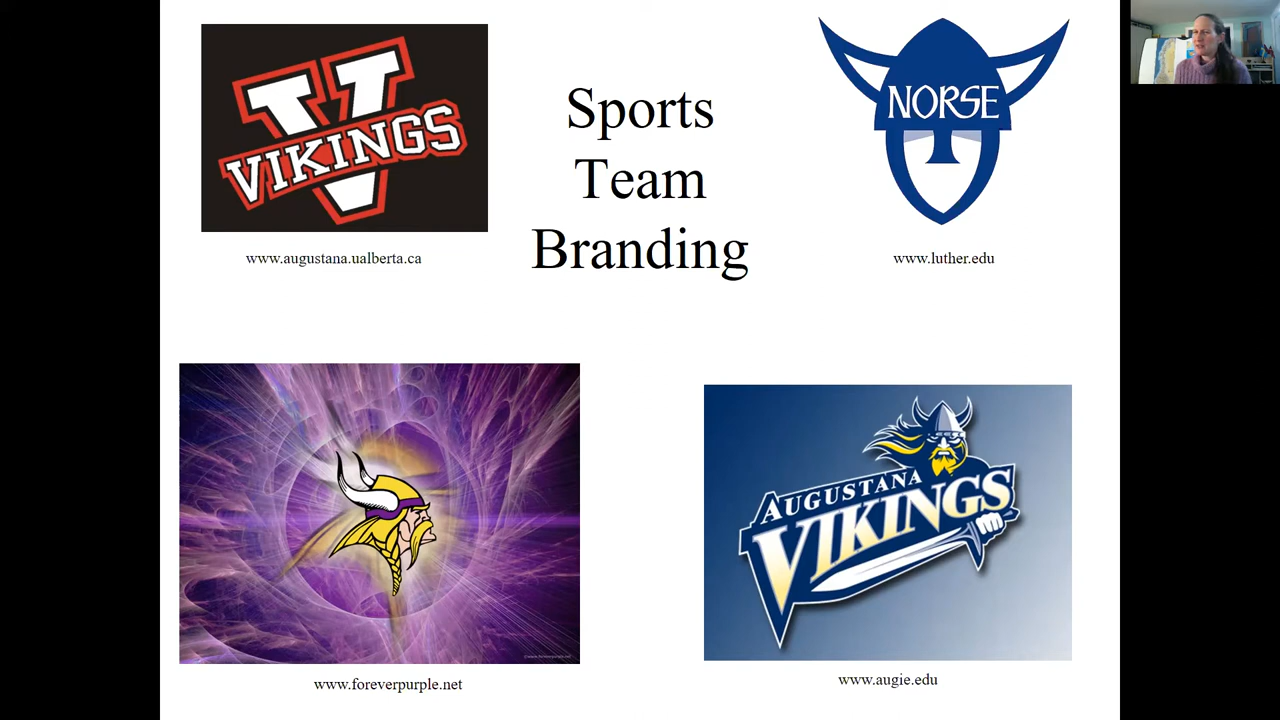 V
VIKINGS
www.augustana.ualberta.ca
Sports
Team
Branding
NORSE
www.luther.edu
www.foreverpurple.net
AUGUSTANA
VIKINGS
www.augie.edu